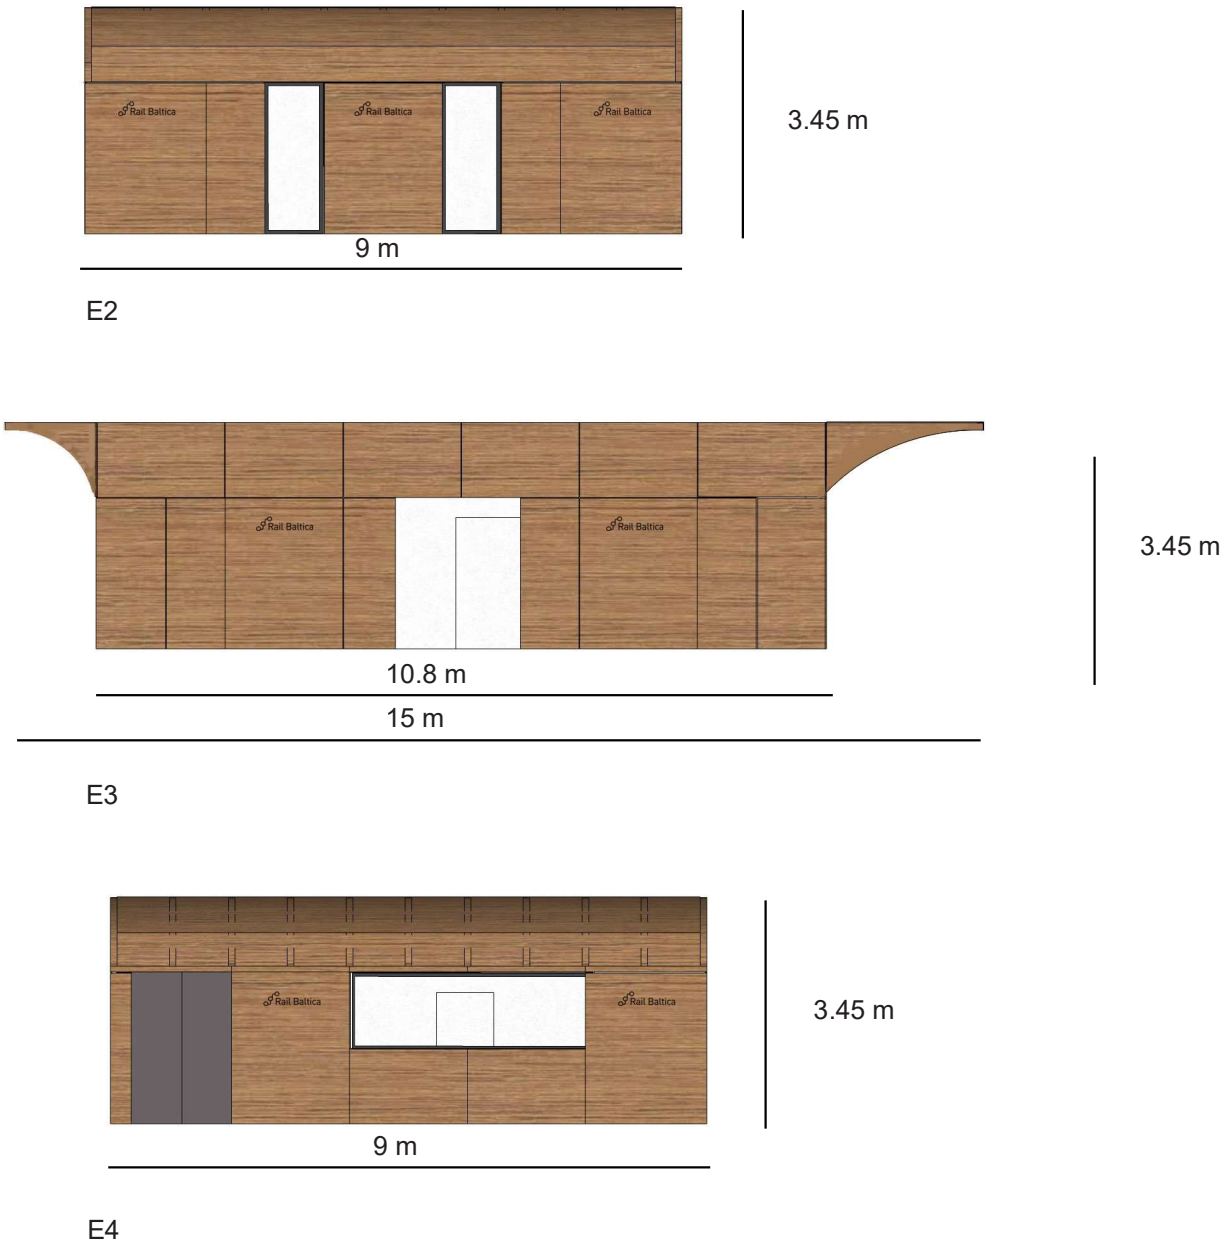 Rail Baltica Rail Baltica Rail Baltica
3.45 m
9 m
E2
Rail Baltica Rail Baltica
3.45 m
10.8 m
15 m
E3
Rail Baltica Rail Baltica
3.45 m
9 m
E4